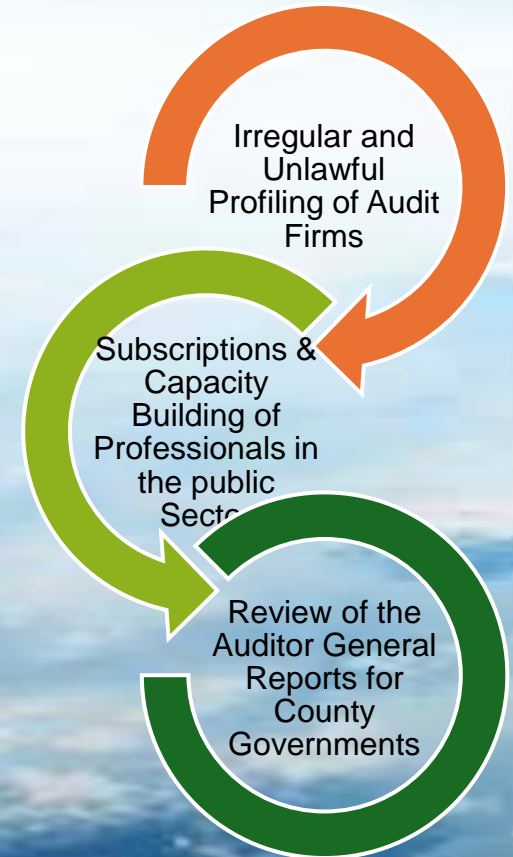 Irregular and
Unlawful
Profiling of Audit
Firms
Subscriptions &
Capacity
Building of
Professionals in
the public
Secto
Review of the
Auditor General
Reports for
County
Governments